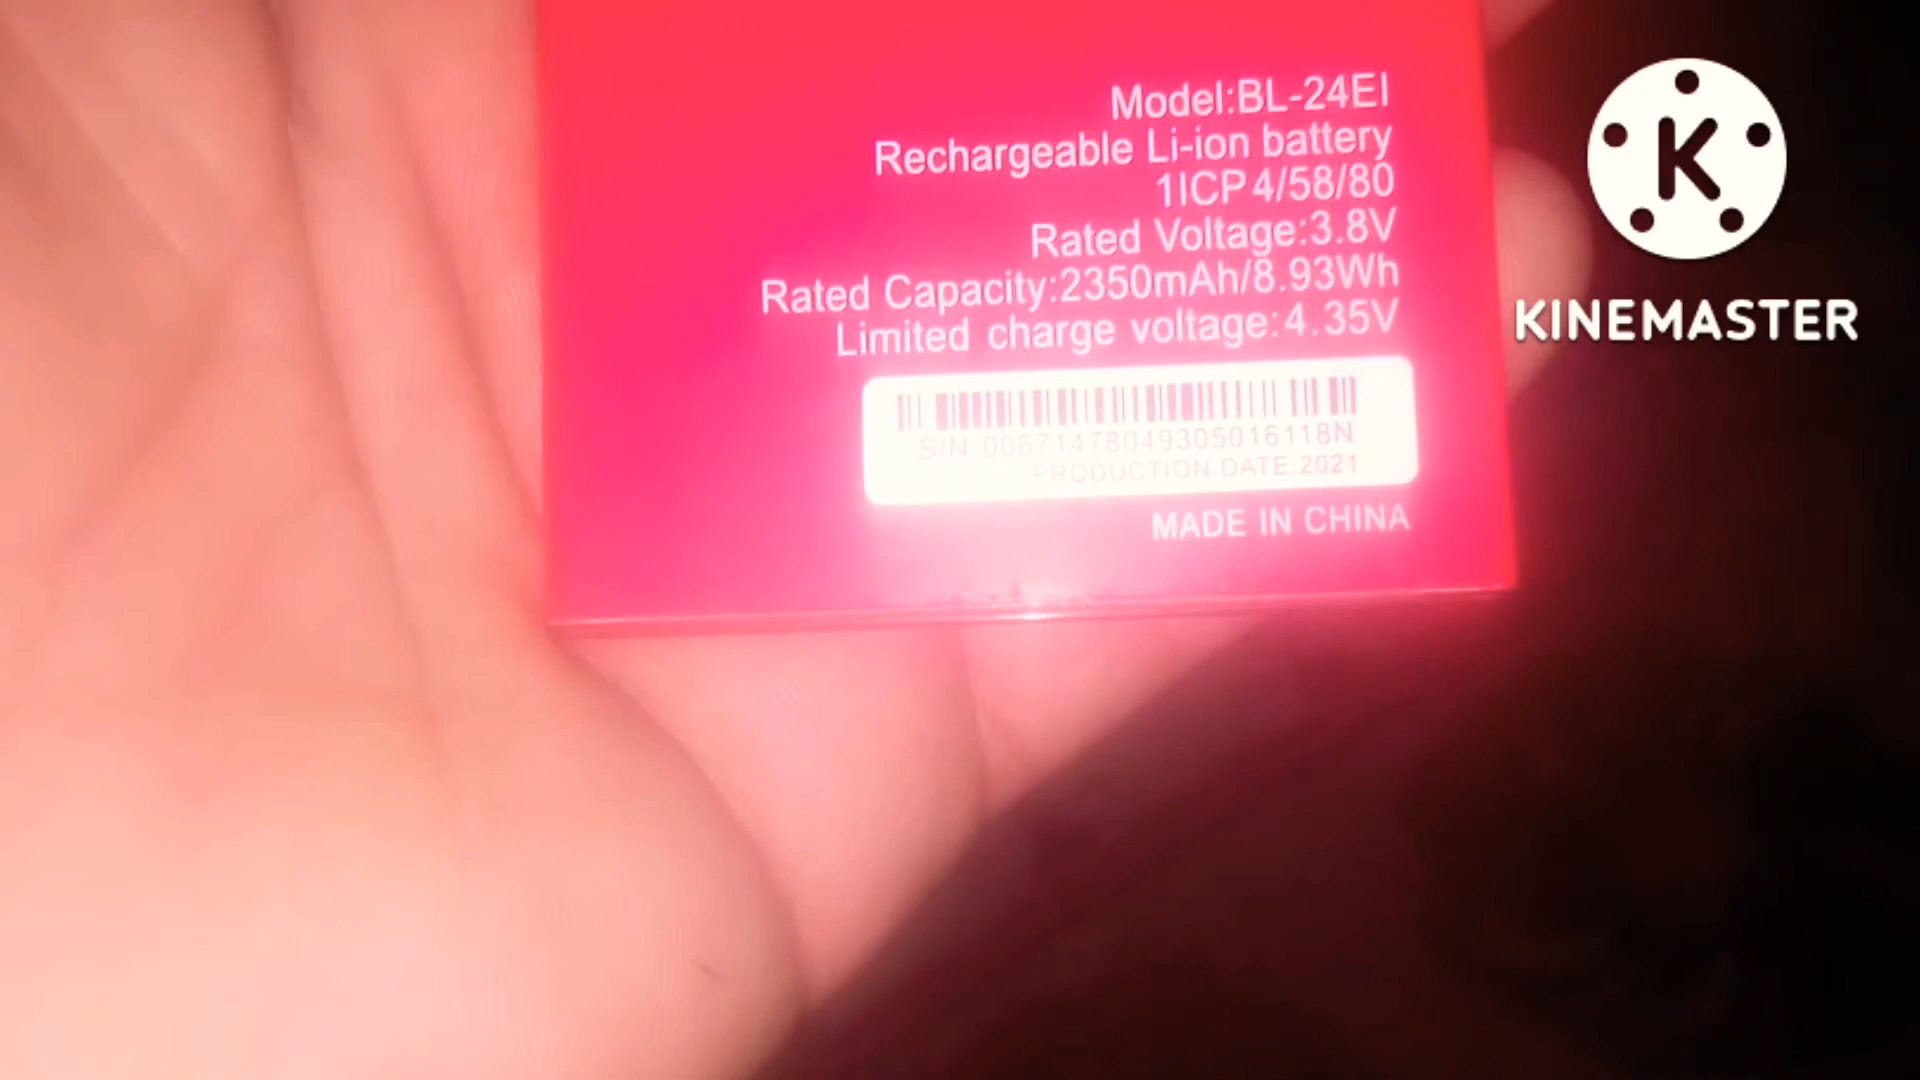 Model:BL-24EI
Rechargeable Li-ion battery
1ICP4/58/80
Rated Voltage:3.8V
Rated Capacity:2350mAh/8.93Wh
Limited charge voltage:4.35V
S/N 00671478049305016118N
PRODUCTION DATE:2021
MADE IN CHINA
K
KINEMASTER